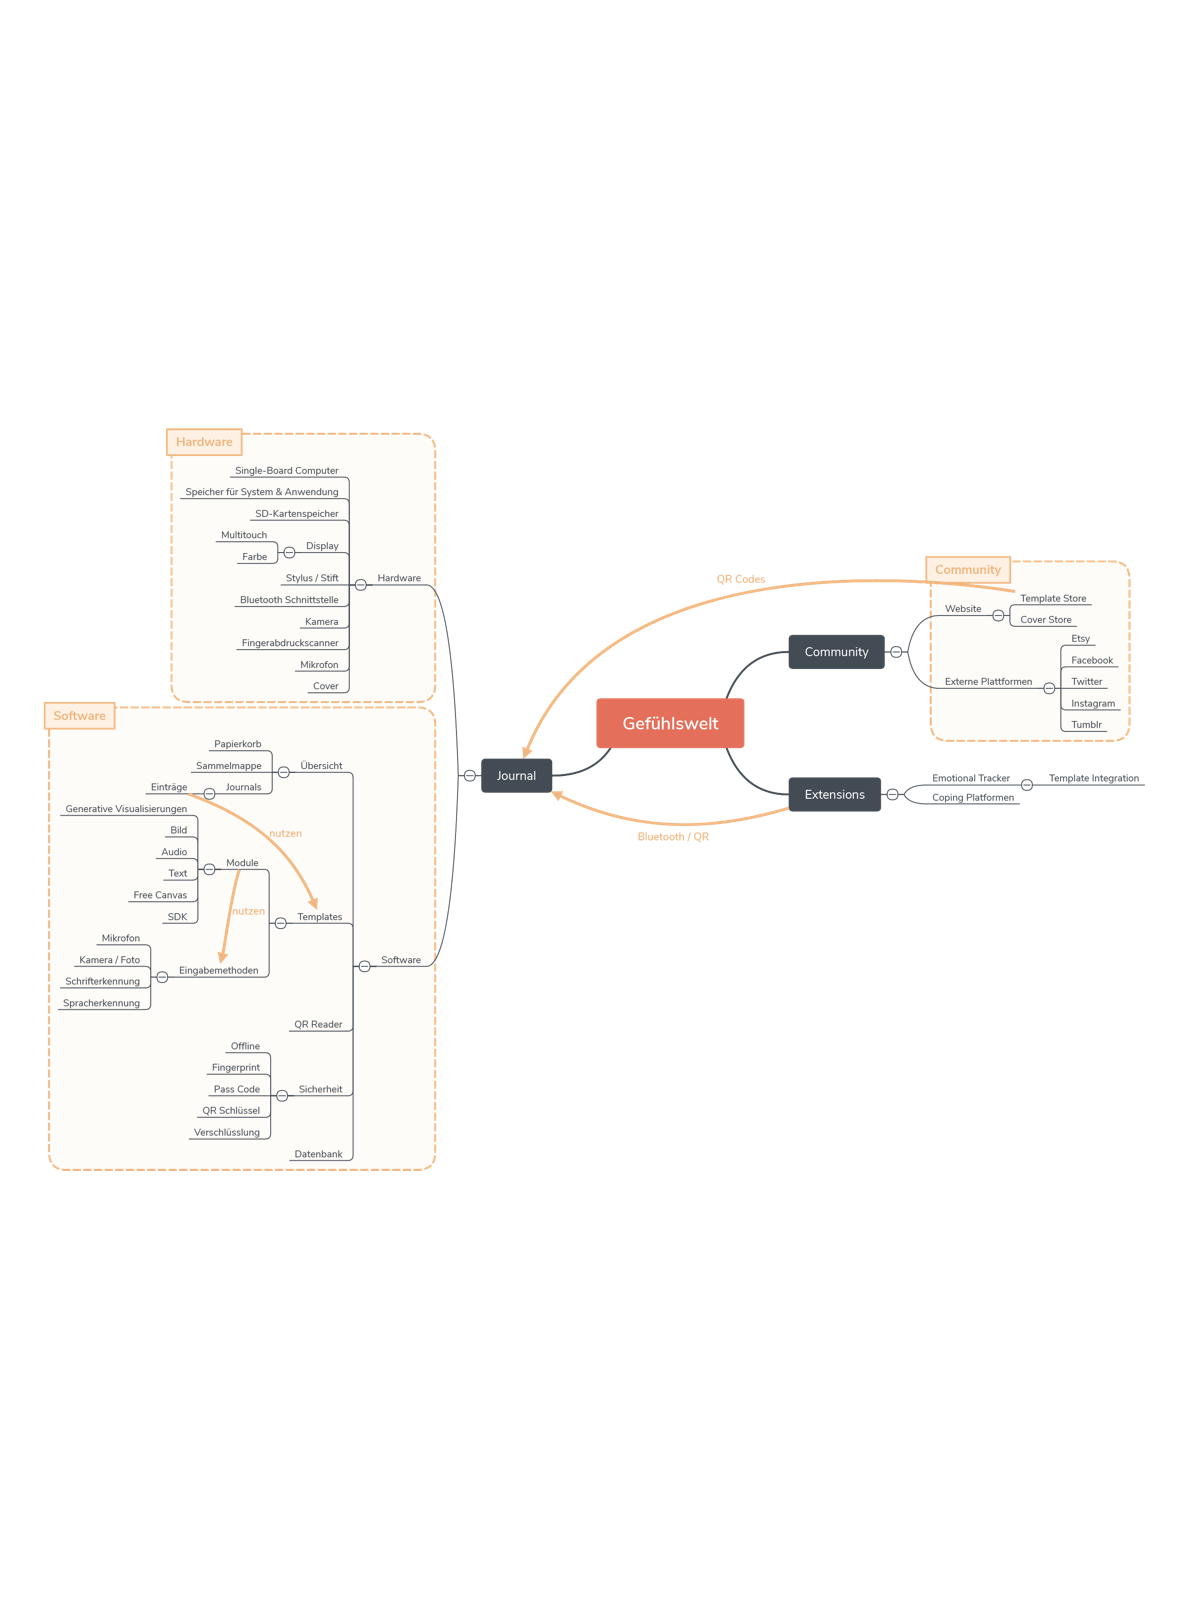 Hardware
Single-Board Computer
Speicher für System & Anwendung
SD-Kartenspeicher
Multitouch
Farbe
Display
Stylus / Stift
Bluetooth Schnittstelle
Kamera
Fingerabdruckscanner
Mikrofon
Cover
Hardware
Software
Papierkorb
Sammelmappe
Einträge
Journals
Übersicht
Generative Visualisierungen
Bild
Audio
Text
Free Canvas
SDK
Module
nutzen
nutzen
Templates
Mikrofon
Kamera / Foto
Schrifterkennung
Spracherkennung
Eingabemethoden
Software
QR Reader
Offline
Fingerprint
Pass Code
QR Schlüssel
Verschlüsslung
Sicherheit
Datenbank
Journal
Gefühlswelt
QR Codes
Bluetooth / QR
Community
Community
Website
Template Store
Cover Store
Externe Plattformen
Etsy
Facebook
Twitter
Instagram
Tumblr
Extensions
Emotional Tracker
Template Integration
Coping Platformen